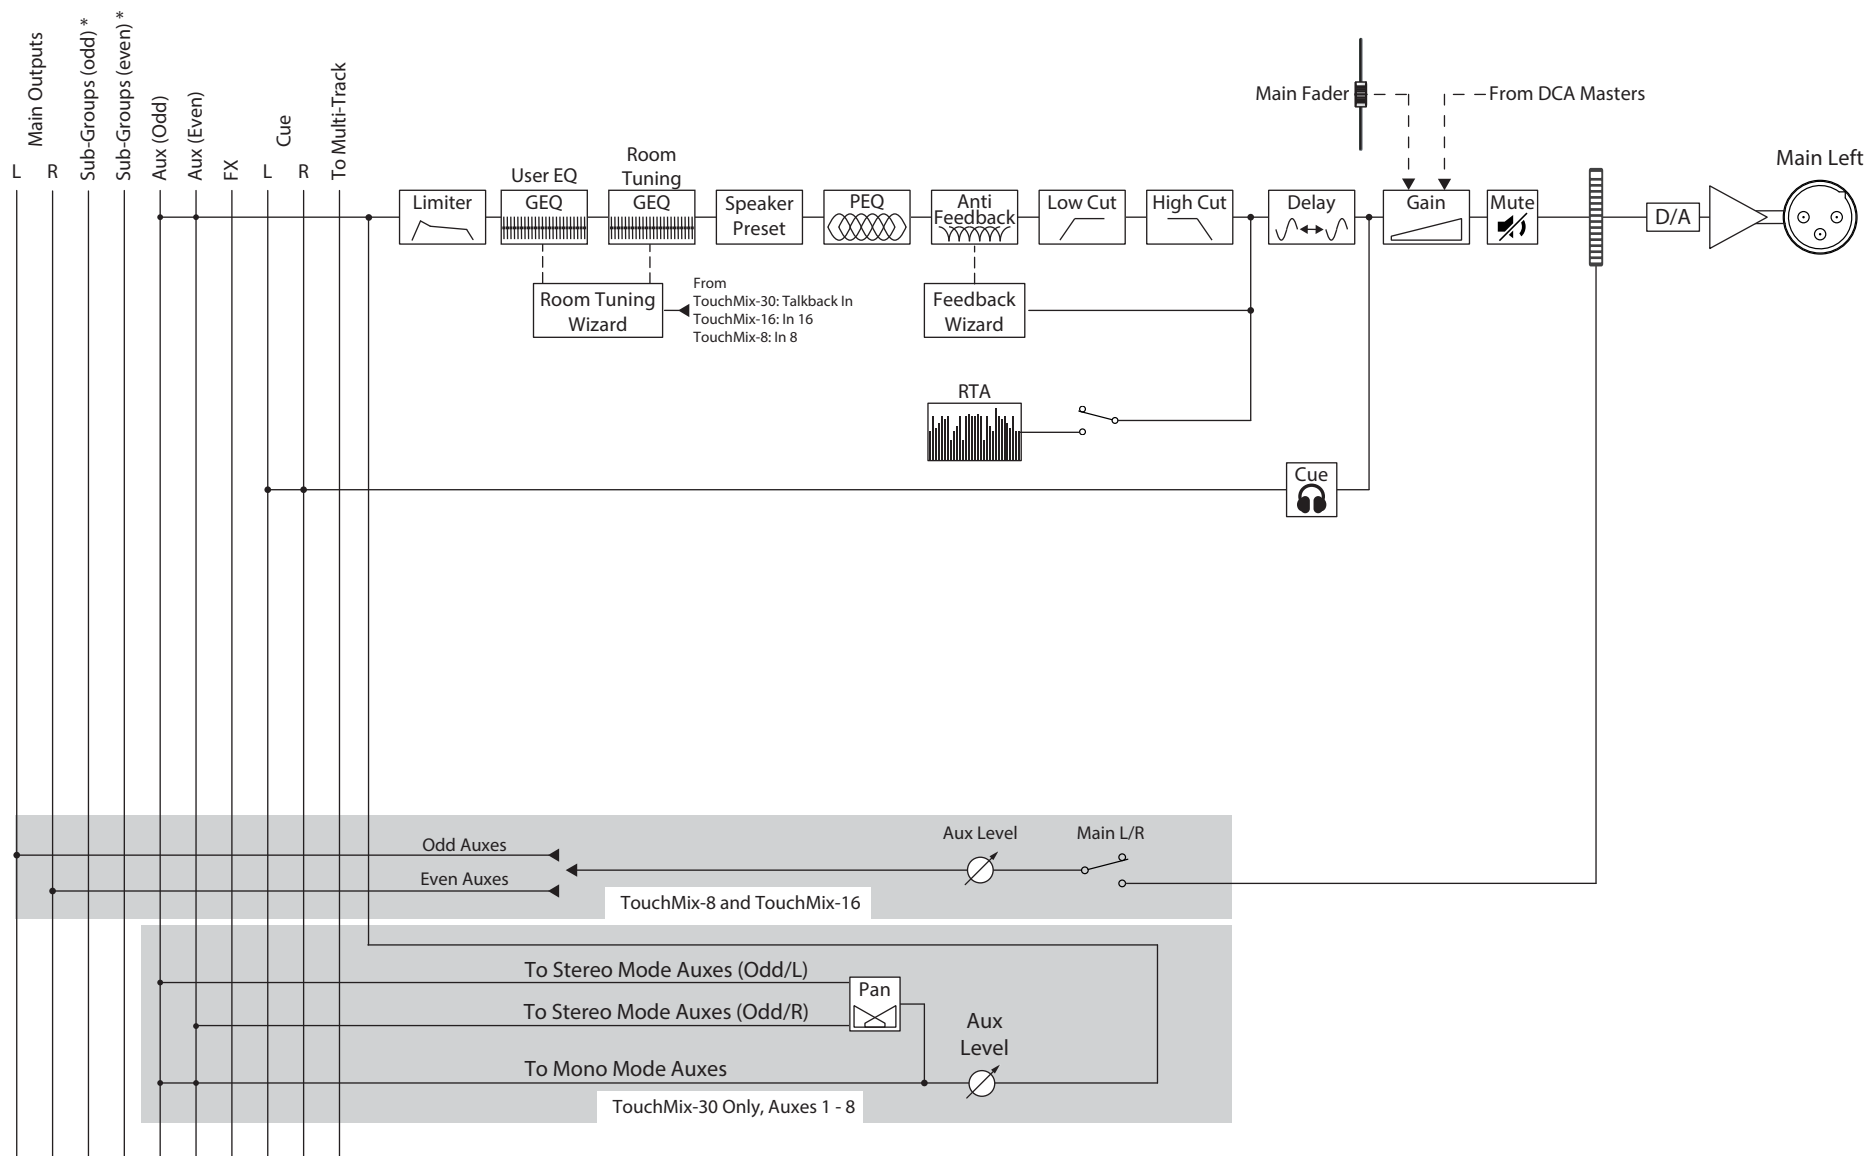 Main Outputs
L
R
Sub-Groups (odd) *
Sub-Groups (even) *
Aux (Odd)
Aux (Even)
FX
Cue
L
R
To Multi-Track
Limiter
User EQ
GEQ
Room
Tuning
GEQ
Speaker
Preset
PEQ
Anti
Feedback
Low Cut
High Cut
Delay
Main Fader
From DCA Masters
Gain
Mute
D/A
Main Left
Room Tuning
Wizard
From
TouchMix-30: Talkback In
TouchMix-16: In 16
TouchMix-8: In 8
Feedback
Wizard
RTA
Cue
Odd Auxes
Even Auxes
Aux Level
Main L/R
TouchMix-8 and TouchMix-16
To Stereo Mode Auxes (Odd/L)
To Stereo Mode Auxes (Odd/R)
Pan
Aux
Level
To Mono Mode Auxes
TouchMix-30 Only, Auxes 1 - 8